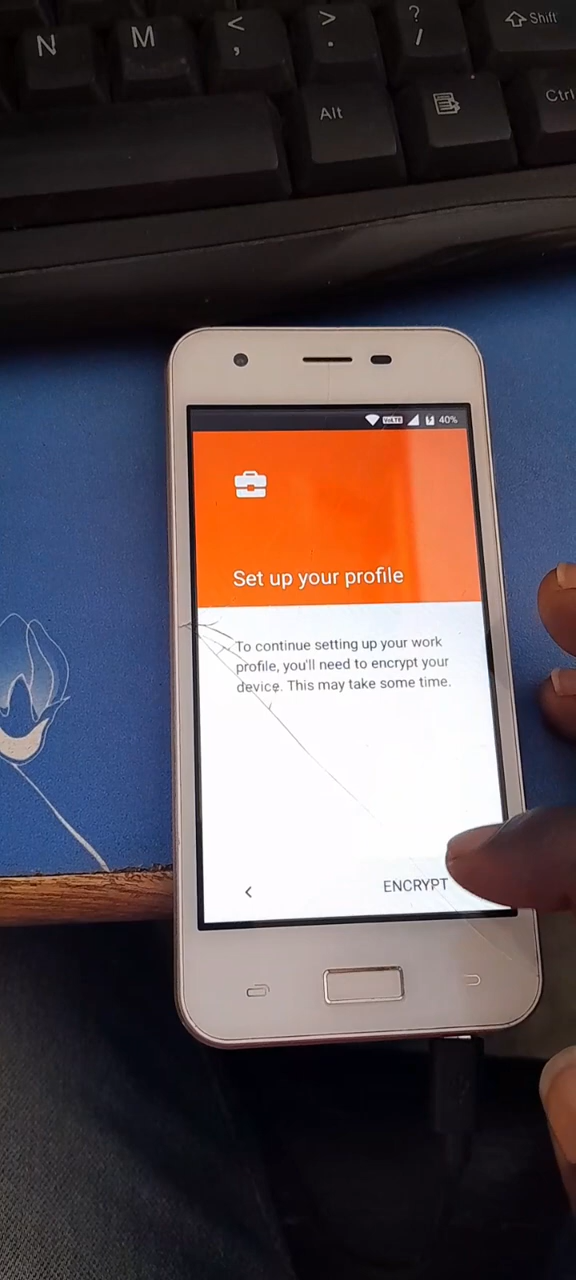 N M < , > . ? / Shift
Alt Ctrl
VoLTE 40%
Set up your profile
To continue setting up your work
profile, you'll need to encrypt your
device. This may take some time.
< ENCRYPT